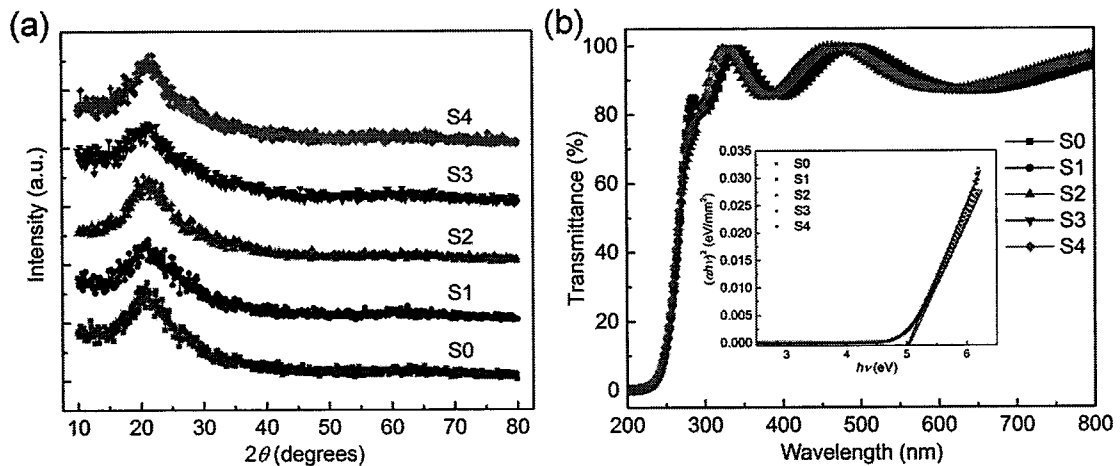 (a)
Intensity (a.u.)
S4
S3
S2
S1
S0
10 20 30 40 50 60 70 80
2θ (degrees)
(b)
Transmittance (%)
100
80
60
40
20
0
200 300 400 500 600 700 800
Wavelength (nm)
S0
S1
S2
S3
S4
(αhν)² (eV/mm²)
0.035
0.030
0.025
0.020
0.015
0.010
0.005
0.000
3 4 5 6
hν (eV)
S0
S1
S2
S3
S4